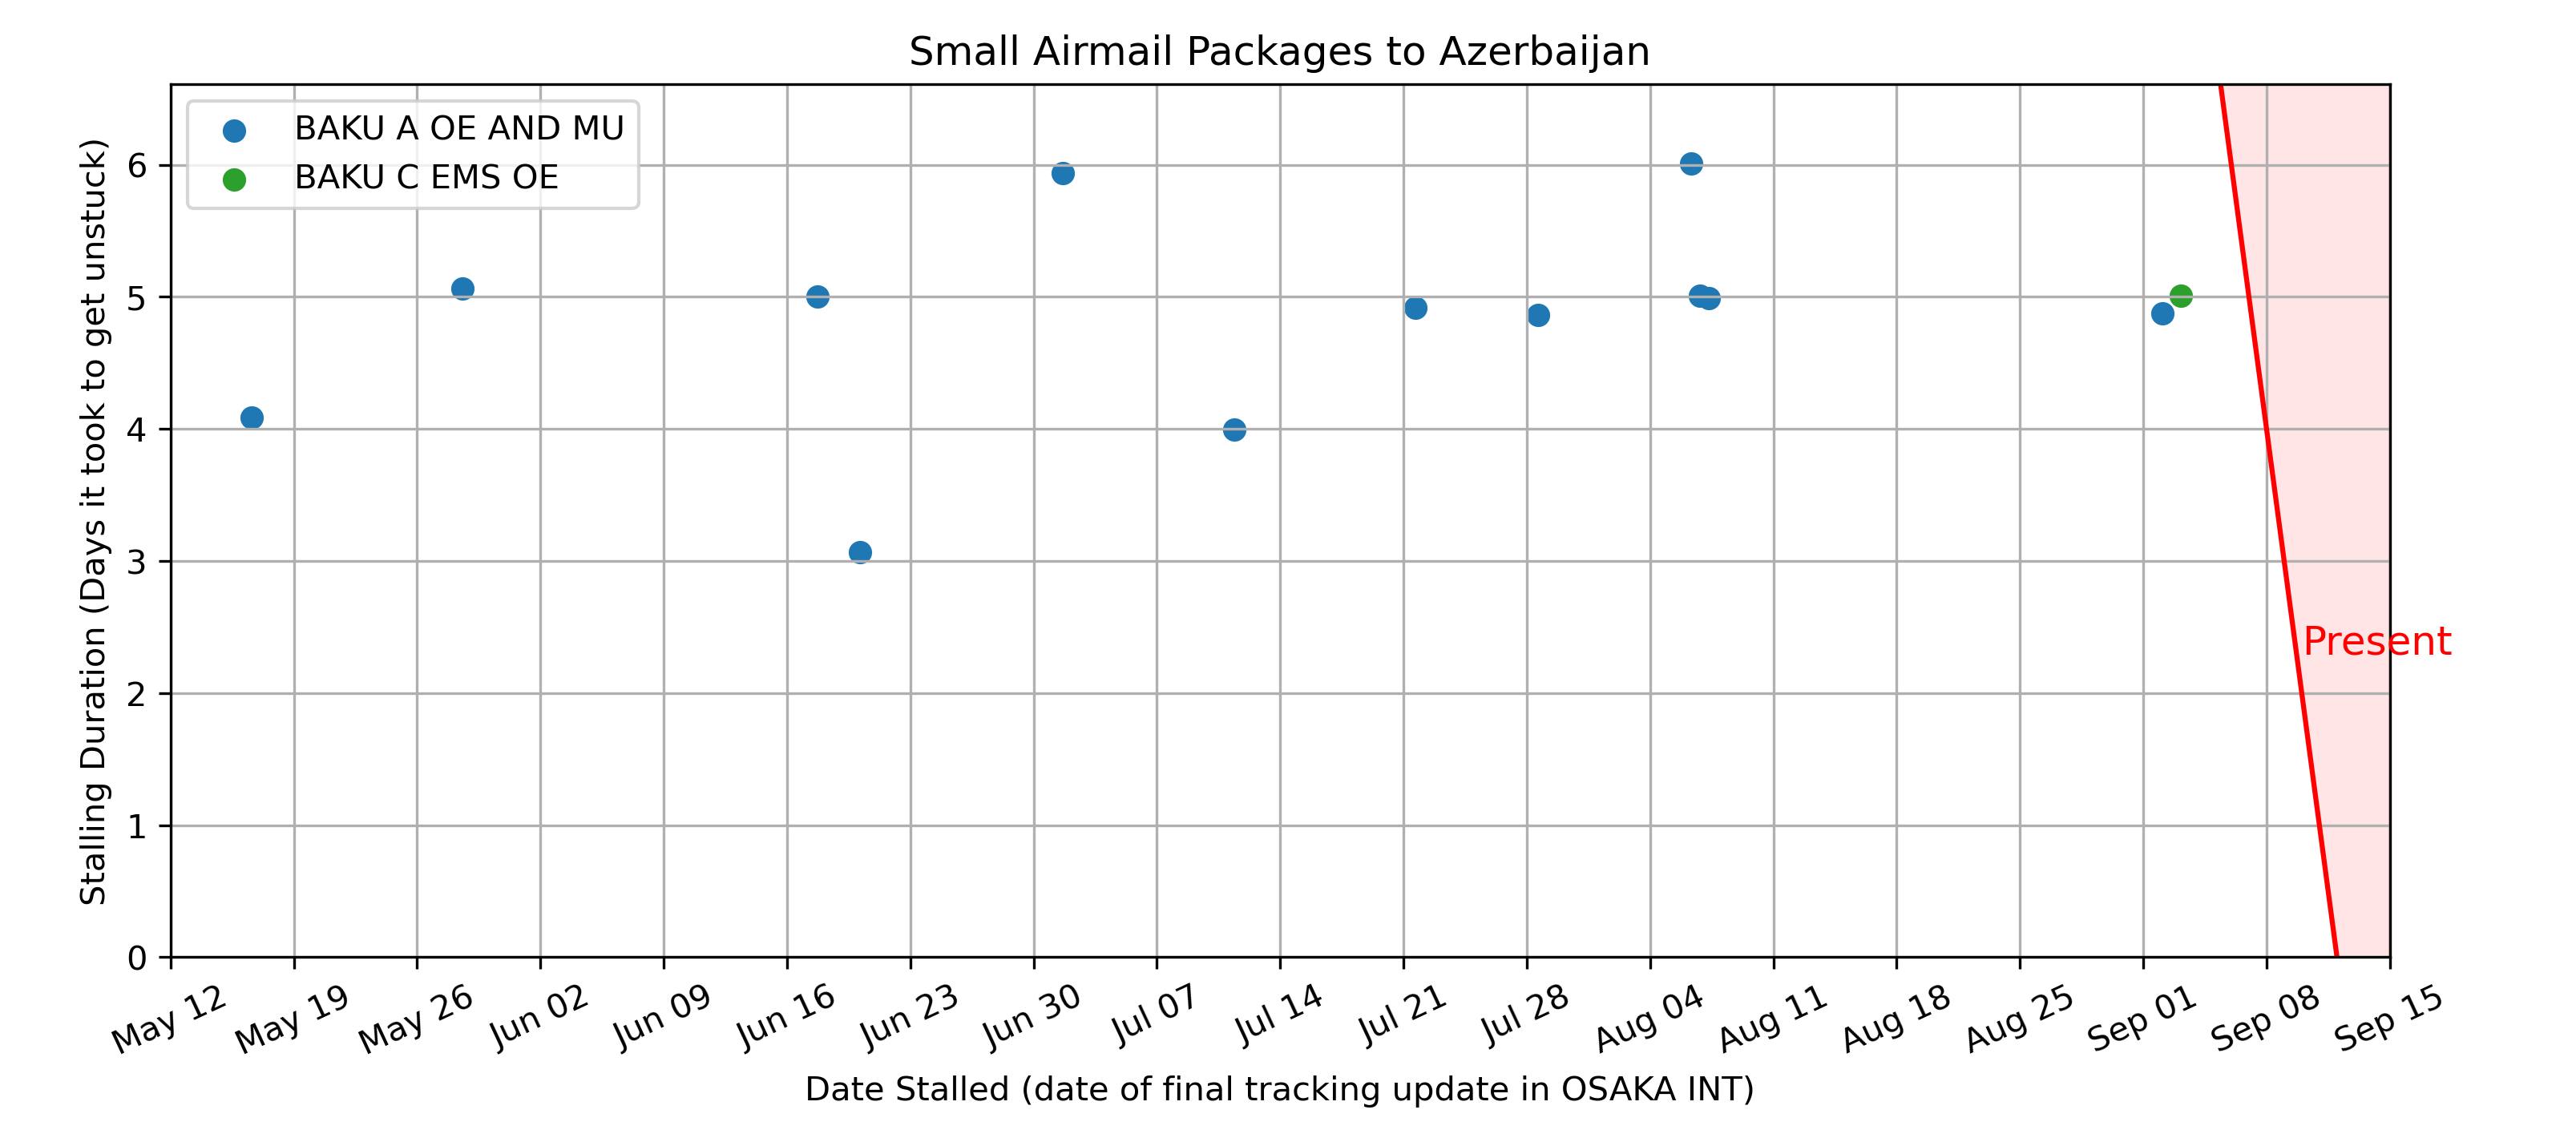 Small Airmail Packages to Azerbaijan
BAKU A OE AND MU
BAKU C EMS OE
Stalling Duration (Days it took to get unstuck)
6
5
4
3
2
1
0
Present
May 12
May 19
May 26
Jun 02
Jun 09
Jun 16
Jun 23
Jun 30
Jul 07
Jul 14
Jul 21
Jul 28
Aug 04
Aug 11
Aug 18
Aug 25
Sep 01
Sep 08
Sep 15
Date Stalled (date of final tracking update in OSAKA INT)